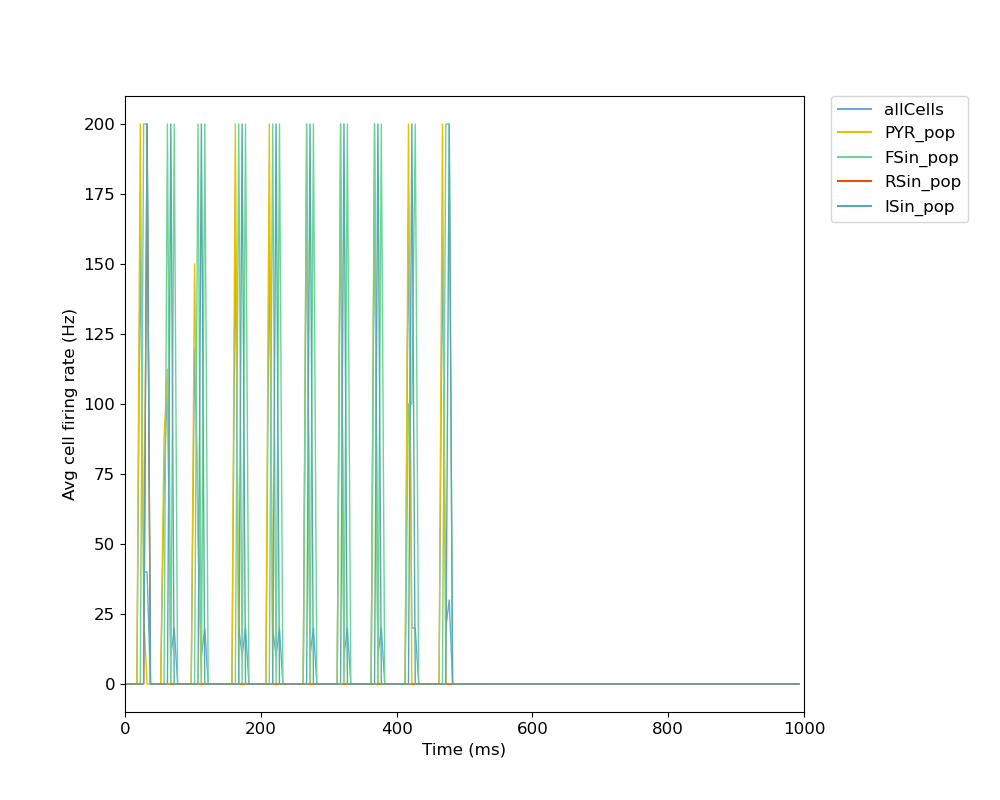 200
175
150
125
100
75
50
25
0
Avg cell firing rate (Hz)
0 200 400 600 800 1000
Time (ms)
allCells
PYR_pop
FSin_pop
RSin_pop
ISin_pop